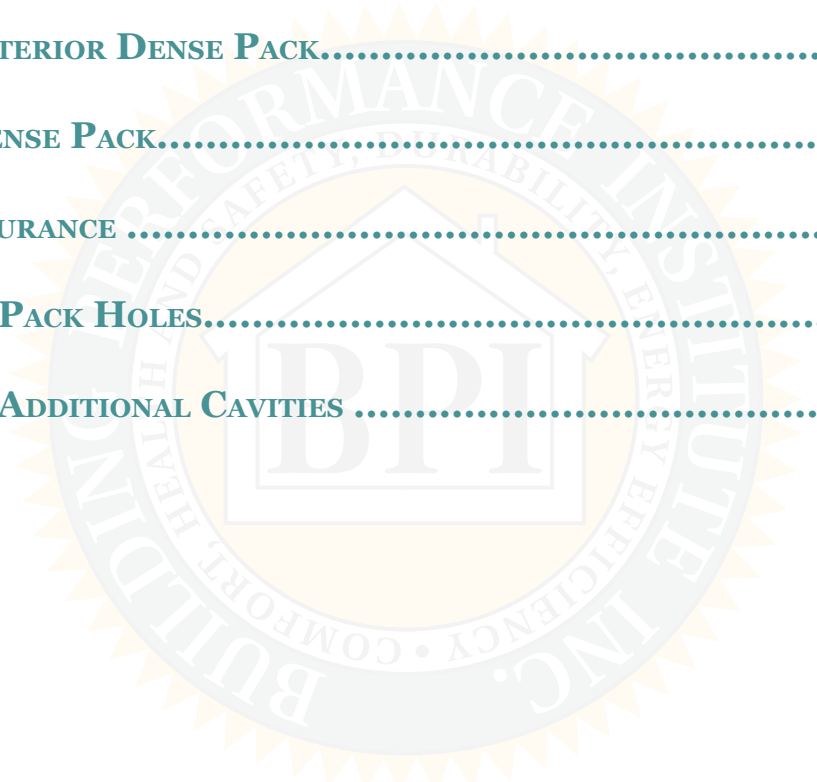 TERIOR DENSE PACK.......................................
ENSE PACK......................................................
URANCE .........................................................
PACK HOLES..................................................
ADDITIONAL CAVITIES ......................................
BUILDING PERFORMANCE INSTITUTE INC.
COMFORT, HEALTH AND SAFETY, DURABILITY, ENERGY EFFICIENCY •
BPI